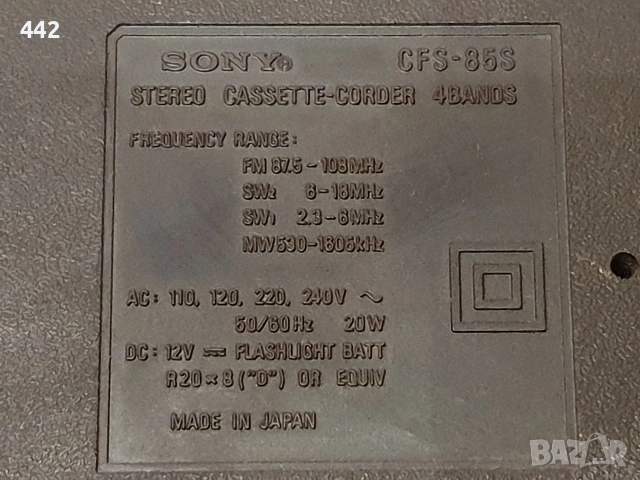 442
SONY® CFS-85S
STEREO CASSETTE-CORDER 4BANDS
FREQUENCY RANGE:
FM 87.5-108MHz
SW2 6-18MHz
SW1 2.3-6MHz
MW530-1605kHz
AC: 110, 120, 220, 240V ~
50/60Hz 20W
DC: 12V ⎓ FLASHLIGHT BATT
R20×8 ("D") OR EQUIV
MADE IN JAPAN
BAZAR